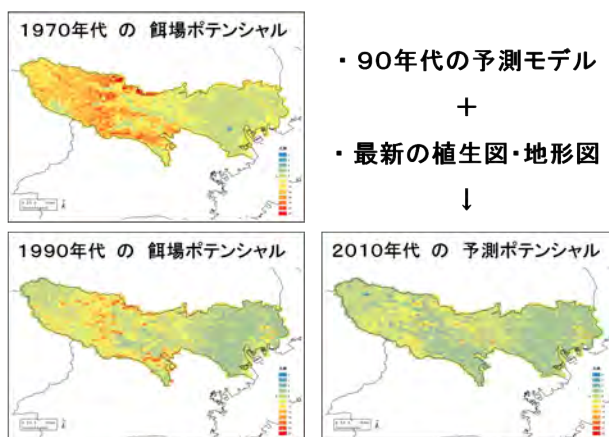 1970年代 の 餌場ポテンシャル
・90年代の予測モデル
+
・最新の植生図・地形図
↓
1990年代 の 餌場ポテンシャル
2010年代 の 予測ポテンシャル